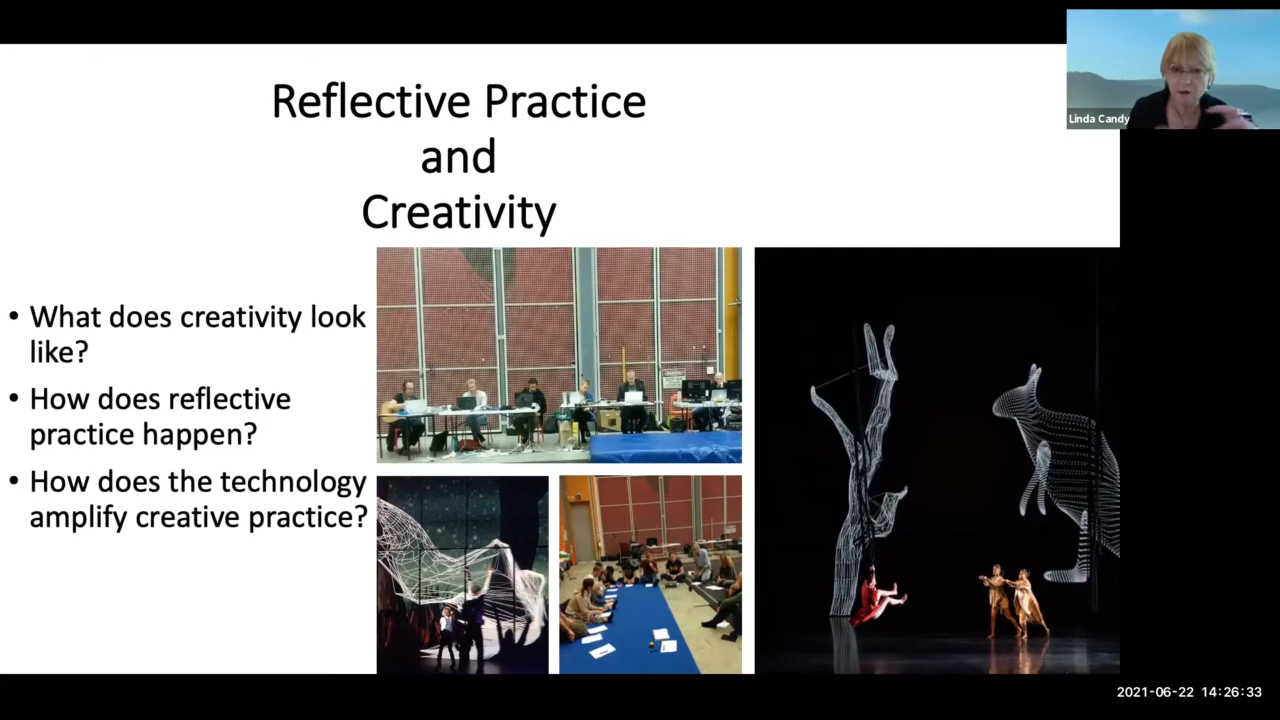 Reflective Practice
and
Creativity
Linda Candy
• What does creativity look
like?
• How does reflective
practice happen?
• How does the technology
amplify creative practice?
2021-06-22 14:26:33